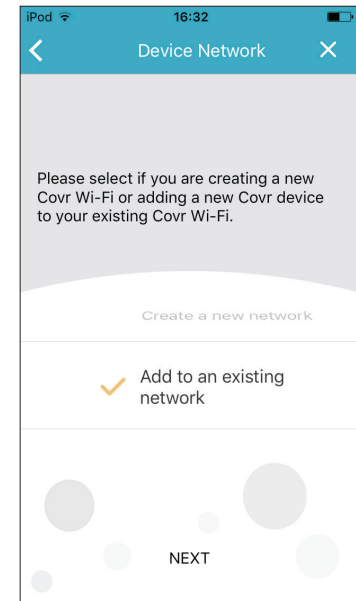 iPod 16:32
Device Network
Please select if you are creating a new
Covr Wi-Fi or adding a new Covr device
to your existing Covr Wi-Fi.
Create a new network
Add to an existing
network
NEXT